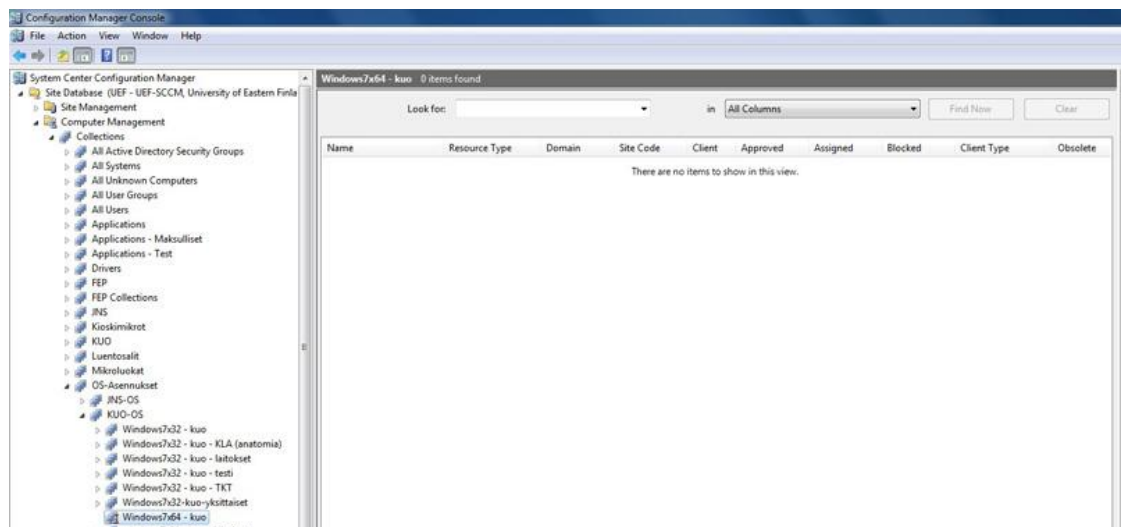 Configuration Manager Console
File Action View Window Help
System Center Configuration Manager
Site Database (UEF - UEF-SCCM, University of Eastern Finla
Site Management
Computer Management
Collections
All Active Directory Security Groups
All Systems
All Unknown Computers
All User Groups
All Users
Applications
Applications - Maksulliset
Applications - Test
Drivers
FEP
FEP Collections
JNS
Kioskimikrot
KUO
Luentosalit
Mikroluokat
OS-Asennukset
JNS-OS
KUO-OS
Windows7x32 - kuo
Windows7x32 - kuo - KLA (anatomia)
Windows7x32 - kuo - laitokset
Windows7x32 - kuo - testi
Windows7x32 - kuo - TKT
Windows7x32-kuo-yksittaiset
Windows7x64 - kuo
Windows7x64 - kuo 0 items found
Look for: in All Columns Find Now Clear
Name Resource Type Domain Site Code Client Approved Assigned Blocked Client Type Obsolete
There are no items to show in this view.